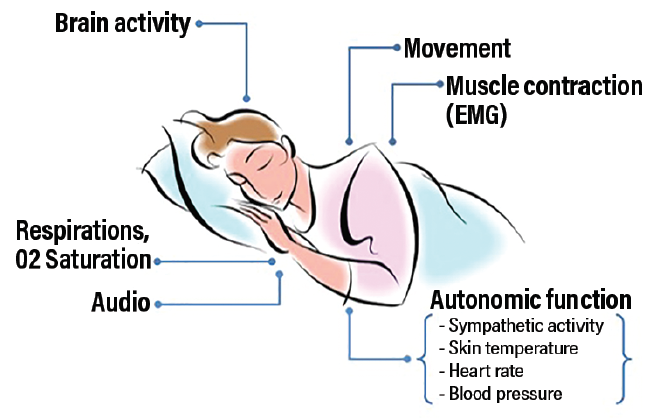 Brain activity
Movement
Muscle contraction
(EMG)
Respirations,
02 Saturation
Audio
Autonomic function
- Sympathetic activity
- Skin temperature
- Heart rate
- Blood pressure